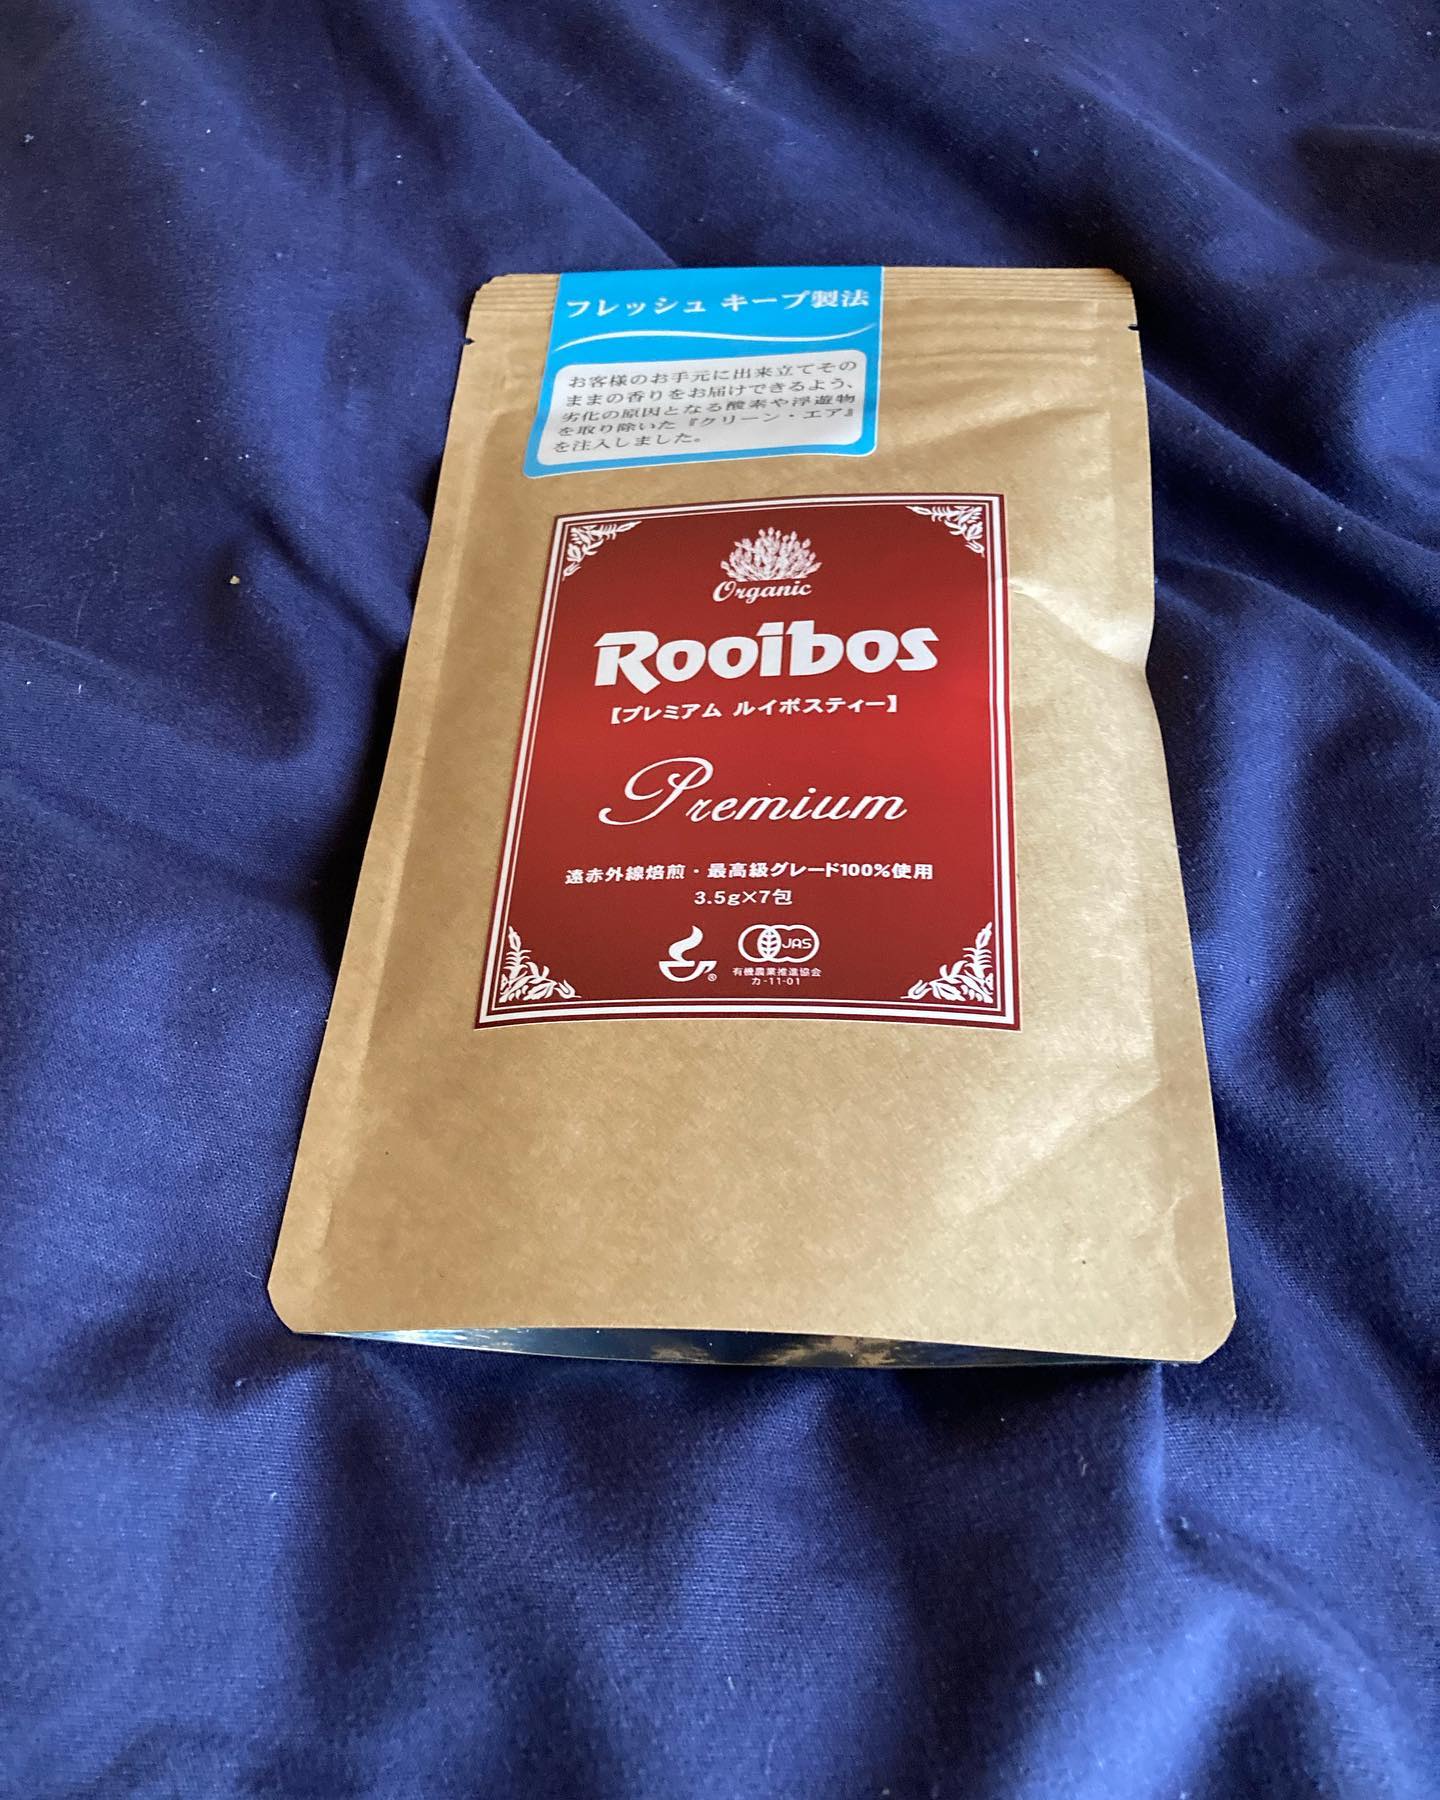 フレッシュ キープ製法
お客様のお手元に出来立てその
ままの香りをお届けできるよう、
劣化の原因となる酸素や浮遊物
を取り除いた『クリーン・エア』
を注入しました。
Organic
Rooibos
【プレミアム ルイボスティー】
Premium
遠赤外線焙煎・最高級グレード100%使用
3.5g×7包
®
JAS
有機農業推進協会
カ-11-01